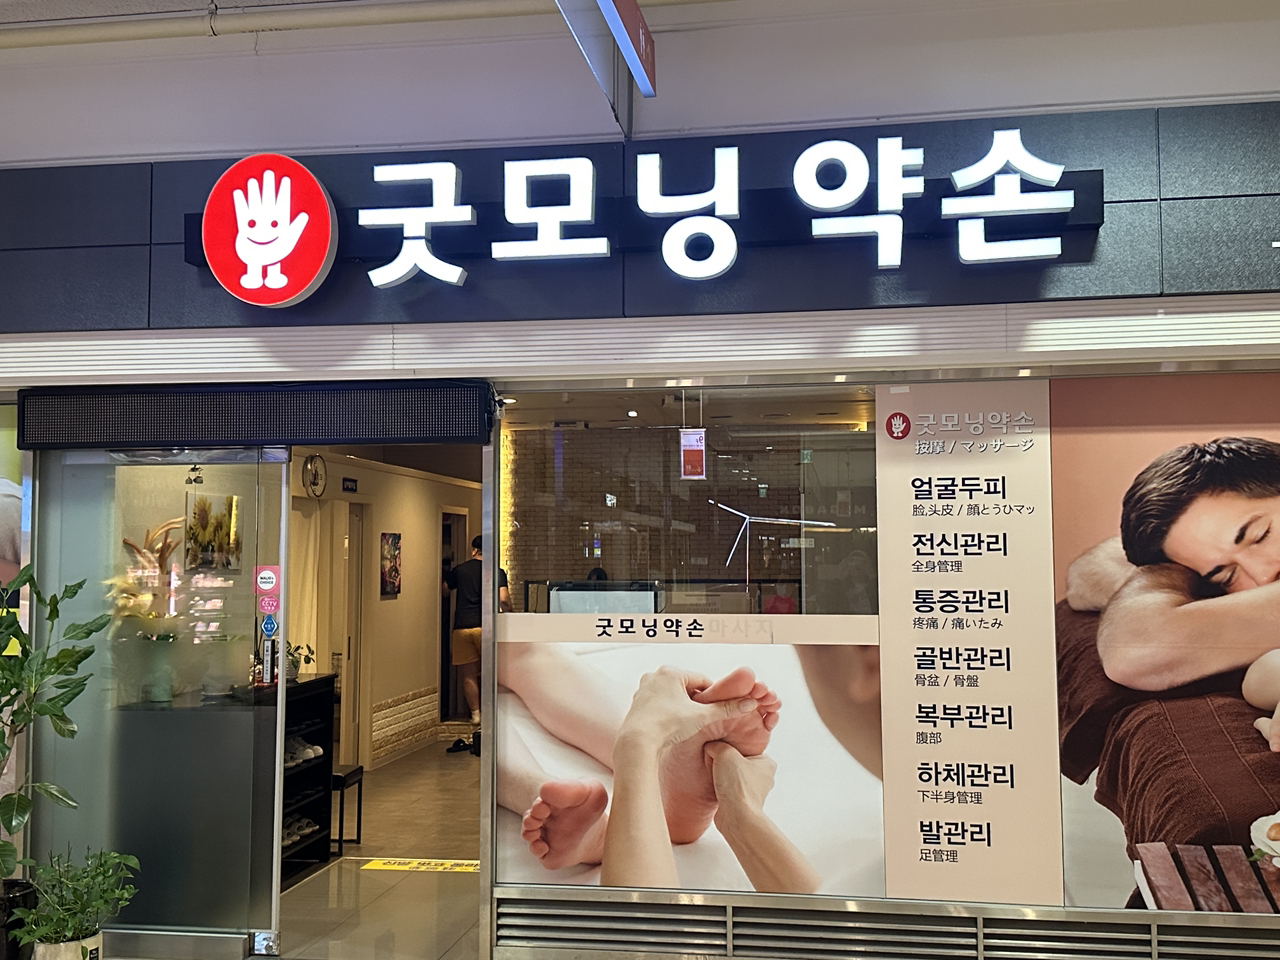 굿모닝 약손
굿모닝약손
按摩 / マッサージ
얼굴두피
脸,头皮 / 顔とうひマッ
전신관리
全身管理
통증관리
疼痛 / 痛いたみ
골반관리
骨盆 / 骨盤
복부관리
腹部
하체관리
下半身管理
발관리
足管理
굿모닝약손마사지
CCTV